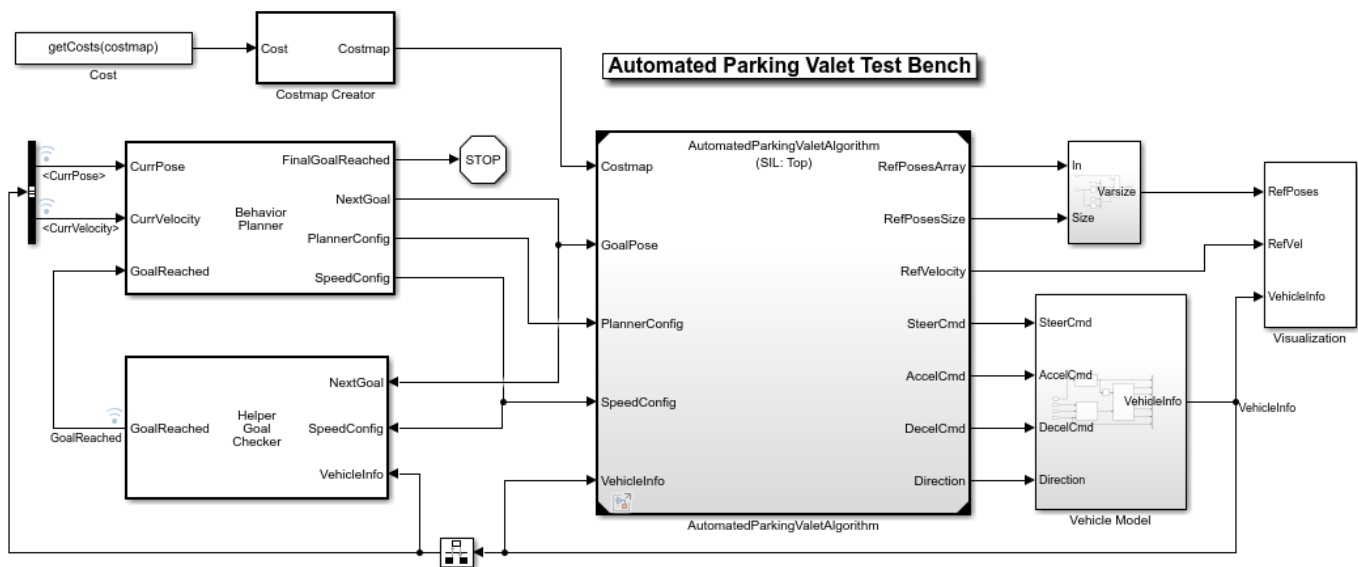 getCosts(costmap)
Cost
Cost
Costmap
Costmap Creator
Automated Parking Valet Test Bench
<CurrPose>
<CurrVelocity>
CurrPose
CurrVelocity
GoalReached
Behavior
Planner
FinalGoalReached
NextGoal
PlannerConfig
SpeedConfig
STOP
GoalReached
GoalReached
Helper
Goal
Checker
NextGoal
SpeedConfig
VehicleInfo
AutomatedParkingValetAlgorithm
(SIL: Top)
Costmap
GoalPose
PlannerConfig
SpeedConfig
VehicleInfo
RefPosesArray
RefPosesSize
RefVelocity
SteerCmd
AccelCmd
DecelCmd
Direction
AutomatedParkingValetAlgorithm
In
Size
Varsize
SteerCmd
AccelCmd
DecelCmd
Direction
VehicleInfo
Vehicle Model
VehicleInfo
RefPoses
RefVel
VehicleInfo
Visualization